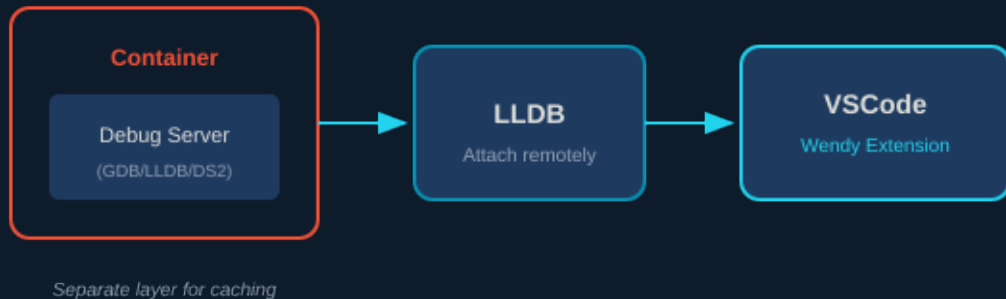 Container
Debug Server
(GDB/LLDB/DS2)
LLDB
Attach remotely
VSCode
Wendy Extension
Separate layer for caching